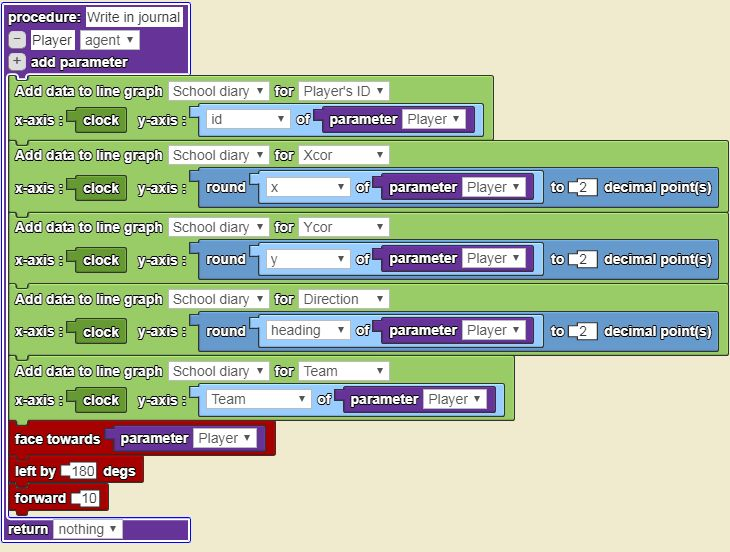 procedure: Write in journal
− Player agent ▼
+ add parameter
Add data to line graph School diary ▼ for Player's ID ▼
x-axis : clock y-axis : id ▼ of parameter Player ▼
Add data to line graph School diary ▼ for Xcor ▼
x-axis : clock y-axis : round x ▼ of parameter Player ▼ to 2 decimal point(s)
Add data to line graph School diary ▼ for Ycor ▼
x-axis : clock y-axis : round y ▼ of parameter Player ▼ to 2 decimal point(s)
Add data to line graph School diary ▼ for Direction ▼
x-axis : clock y-axis : round heading ▼ of parameter Player ▼ to 2 decimal point(s)
Add data to line graph School diary ▼ for Team ▼
x-axis : clock y-axis : Team ▼ of parameter Player ▼
face towards parameter Player ▼
left by 180 degs
forward 10
return nothing ▼